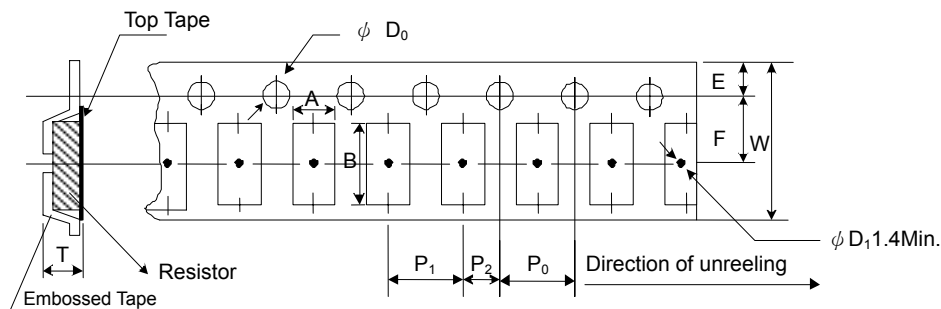 Top Tape
ϕ D₀
A
E
F
W
B
T
Resistor
Embossed Tape
P₁
P₂
P₀
Direction of unreeling
ϕ D₁ 1.4Min.